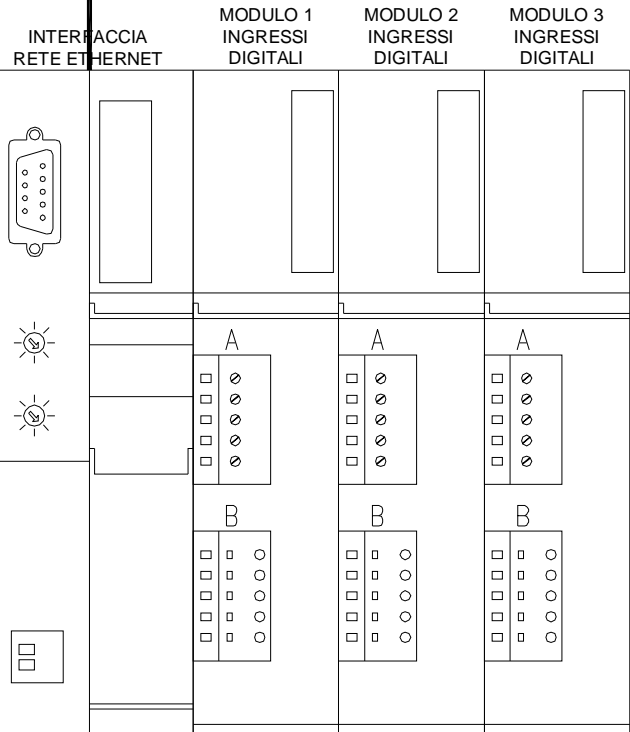 INTERFACCIA
RETE ETHERNET
MODULO 1
INGRESSI
DIGITALI
MODULO 2
INGRESSI
DIGITALI
MODULO 3
INGRESSI
DIGITALI
A
A
A
B
B
B